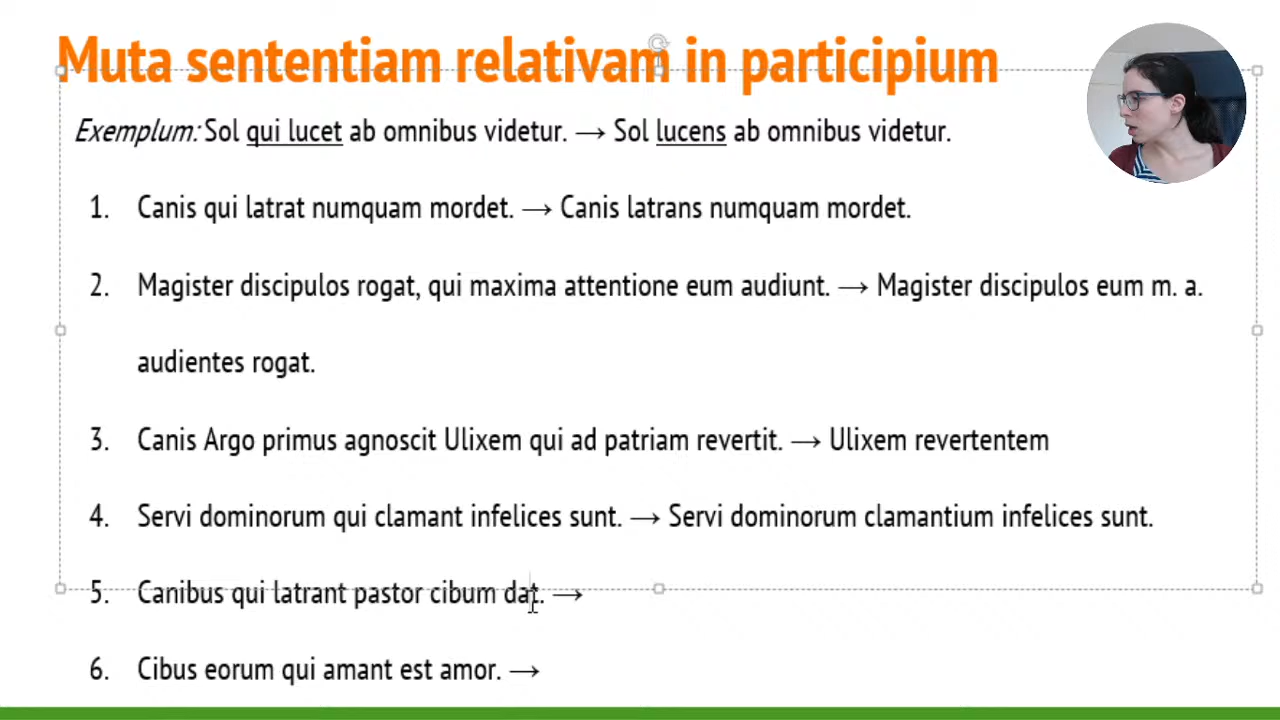 Muta sententiam relativam in participium
Exemplum: Sol qui lucet ab omnibus videtur. → Sol lucens ab omnibus videtur.
1. Canis qui latrat numquam mordet. → Canis latrans numquam mordet.
2. Magister discipulos rogat, qui maxima attentione eum audiunt. → Magister discipulos eum m. a.
audientes rogat.
3. Canis Argo primus agnoscit Ulixem qui ad patriam revertit. → Ulixem revertentem
4. Servi dominorum qui clamant infelices sunt. → Servi dominorum clamantium infelices sunt.
5. Canibus qui latrant pastor cibum dat. →
6. Cibus eorum qui amant est amor. →